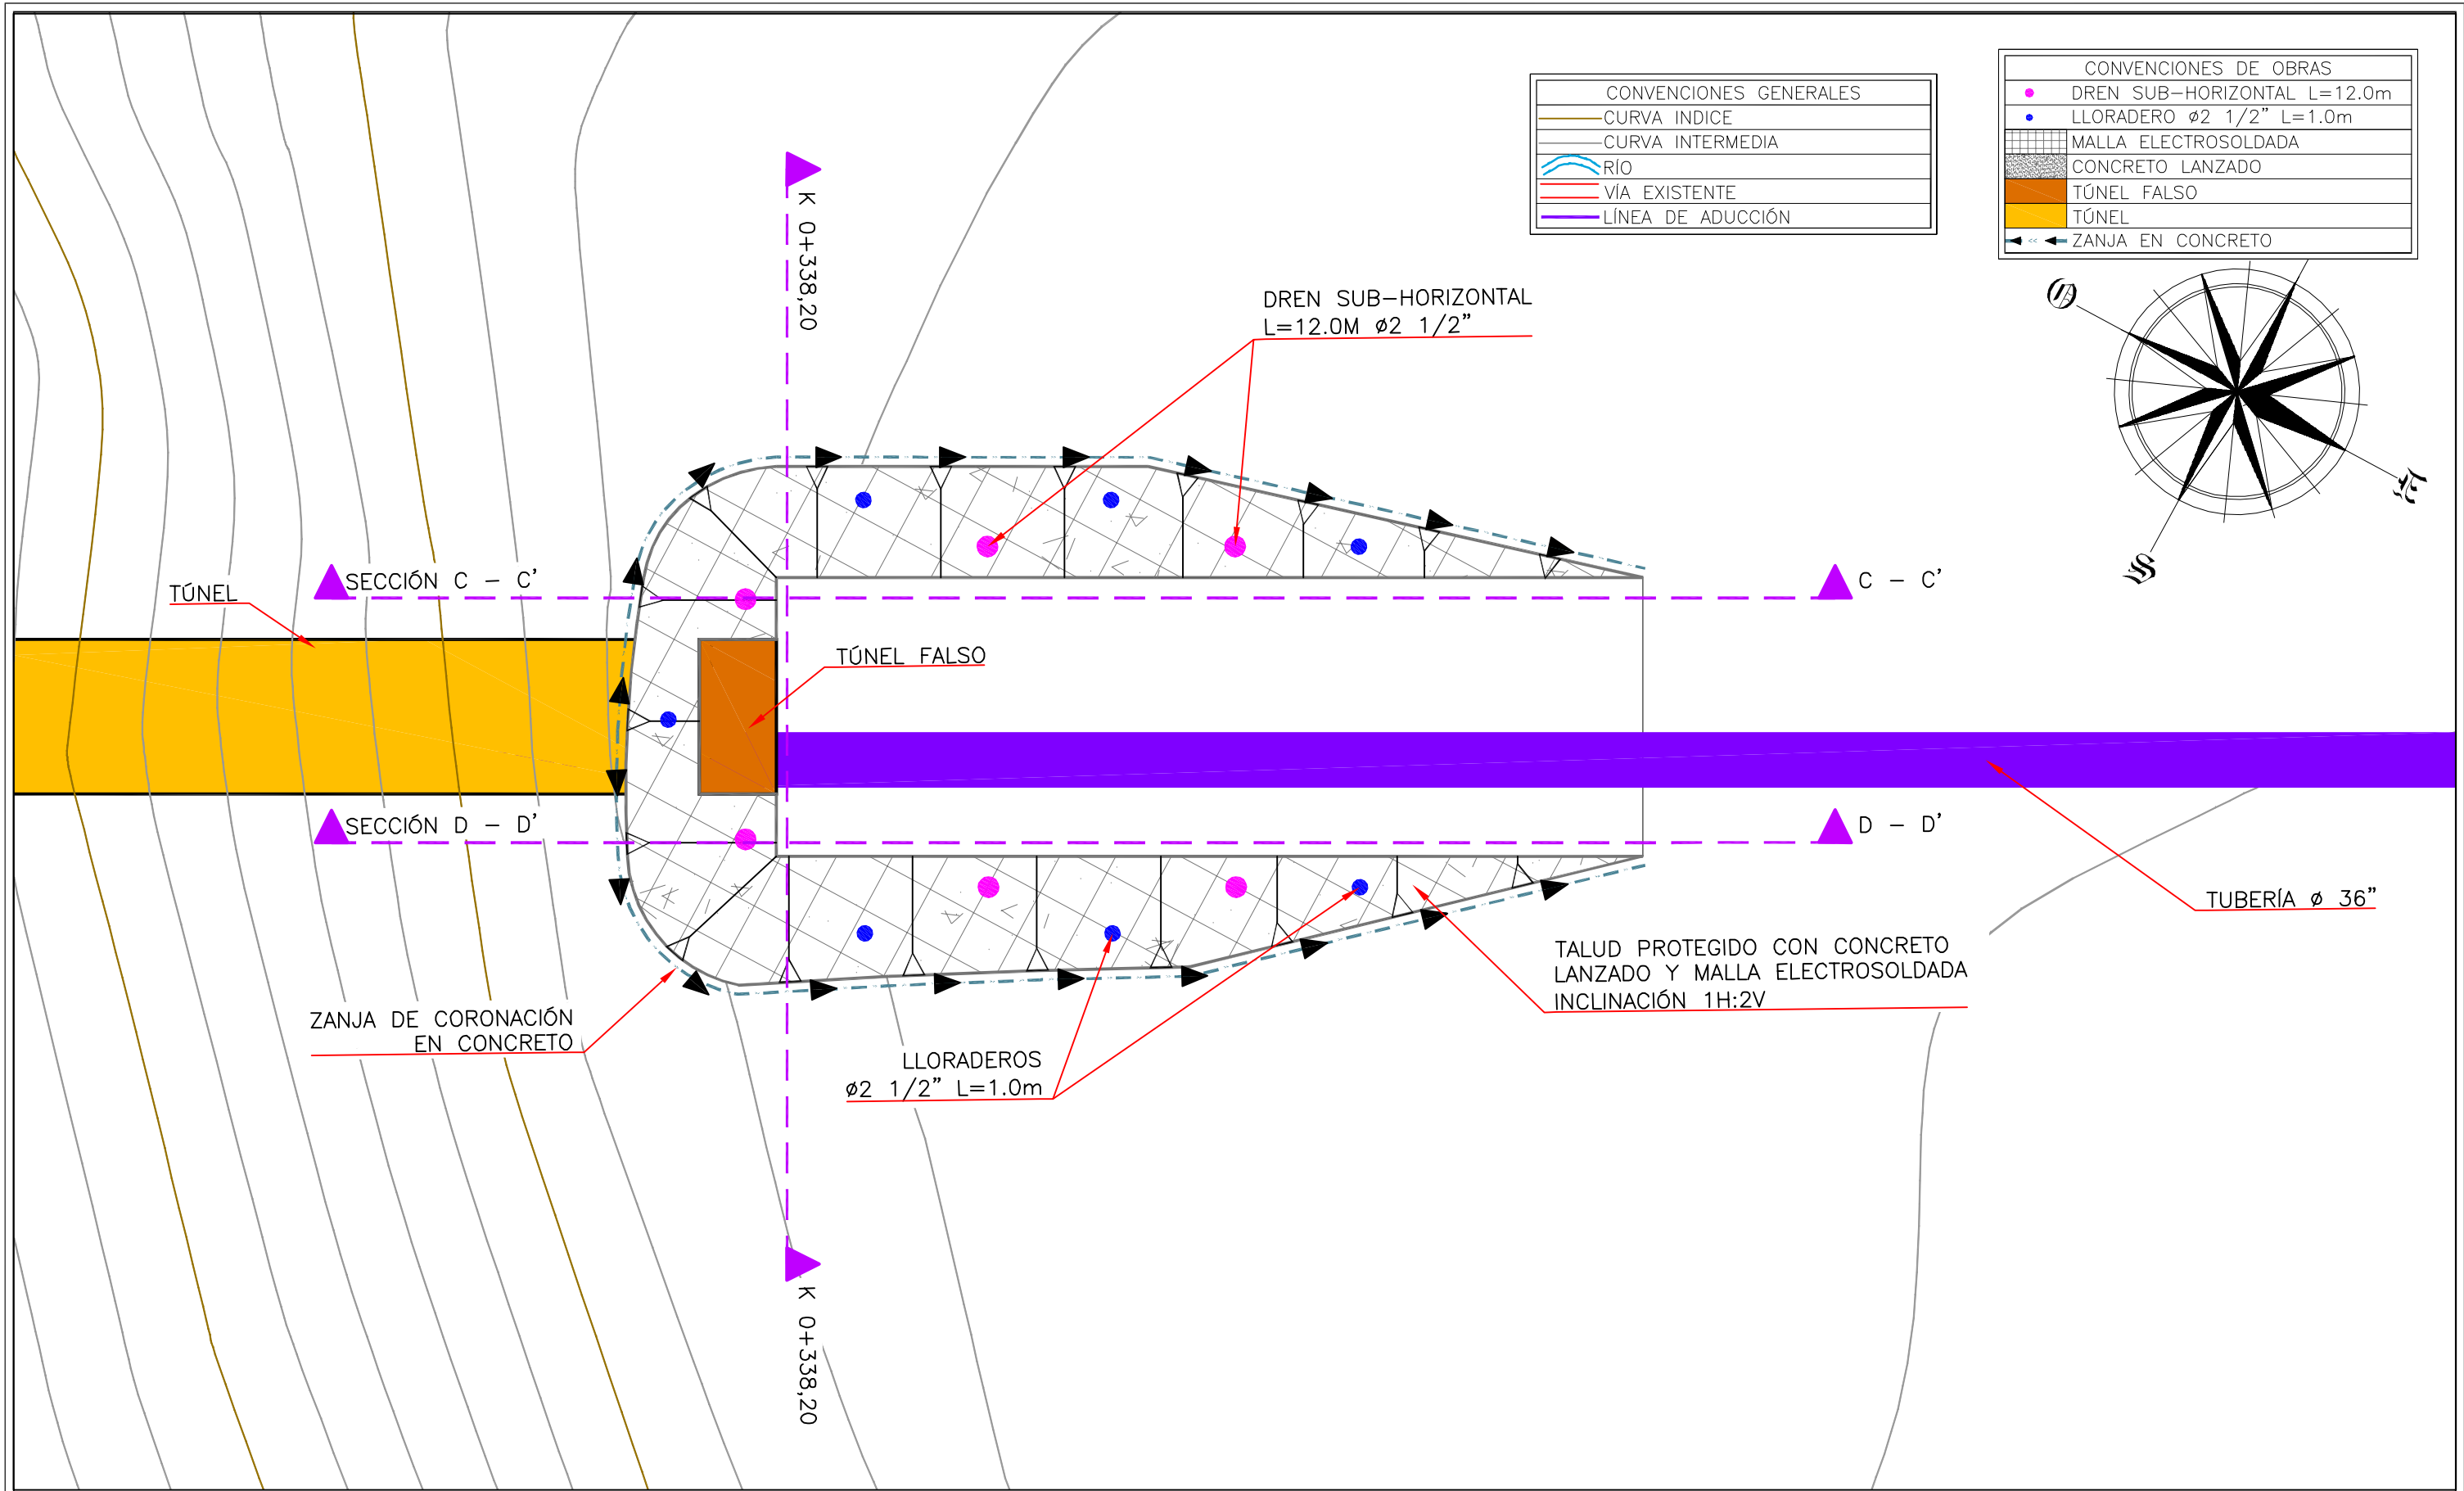 CONVENCIONES GENERALES
CURVA INDICE
CURVA INTERMEDIA
RÍO
VÍA EXISTENTE
LÍNEA DE ADUCCIÓN
CONVENCIONES DE OBRAS
DREN SUB-HORIZONTAL L=12.0m
LLORADERO ø2 1/2" L=1.0m
MALLA ELECTROSOLDADA
CONCRETO LANZADO
TÚNEL FALSO
TÚNEL
ZANJA EN CONCRETO
O
E
S
K 0+338,20
DREN SUB-HORIZONTAL
L=12.0M ø2 1/2"
SECCIÓN C - C'
C - C'
TÚNEL
TÚNEL FALSO
SECCIÓN D - D'
D - D'
TUBERÍA ø 36"
TALUD PROTEGIDO CON CONCRETO
LANZADO Y MALLA ELECTROSOLDADA
INCLINACIÓN 1H:2V
ZANJA DE CORONACIÓN
EN CONCRETO
LLORADEROS
ø2 1/2" L=1.0m
K 0+338,20